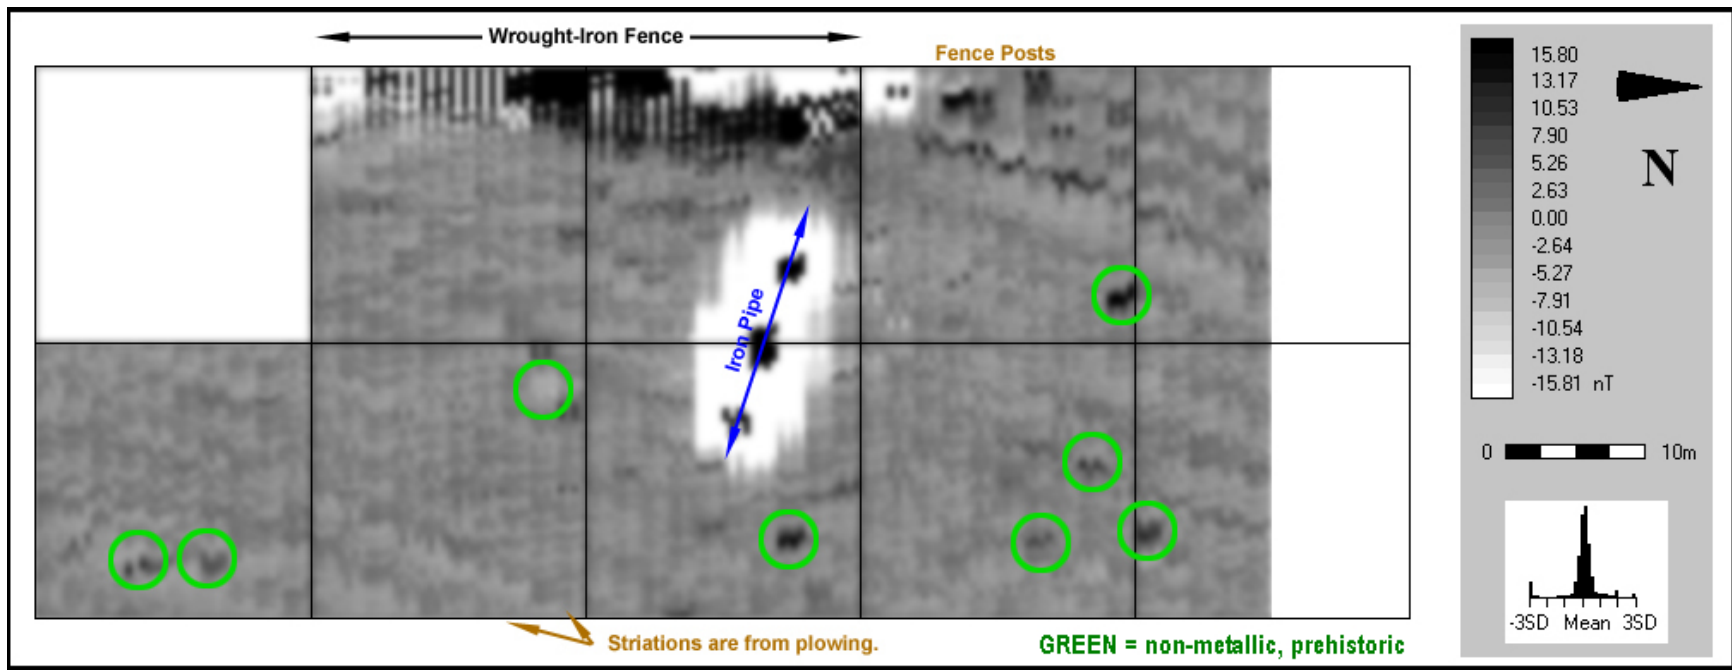 Wrought-Iron Fence
Fence Posts
Iron Pipe
Striations are from plowing.
GREEN = non-metallic, prehistoric
15.80
13.17
10.53
7.90
5.26
2.63
0.00
-2.64
-5.27
-7.91
-10.54
-13.18
-15.81 nT
N
0 10m
-3SD Mean 3SD